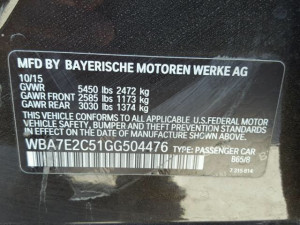 MFD BY BAYERISCHE MOTOREN WERKE AG
10/15
GVWR 5450 lbs 2472 kg
GAWR FRONT 2585 lbs 1173 kg
GAWR REAR 3030 lbs 1374 kg
THIS VEHICLE CONFORMS TO ALL APPLICABLE
U.S. FEDERAL MOTOR VEHICLE SAFETY, BUMPER
AND THEFT PREVENTION STANDARDS IN EFFECT
ON THE DATE OF MANUFACTURE SHOWN ABOVE.
WBA7E2C51GG504476 TYPE: PASSENGER CAR